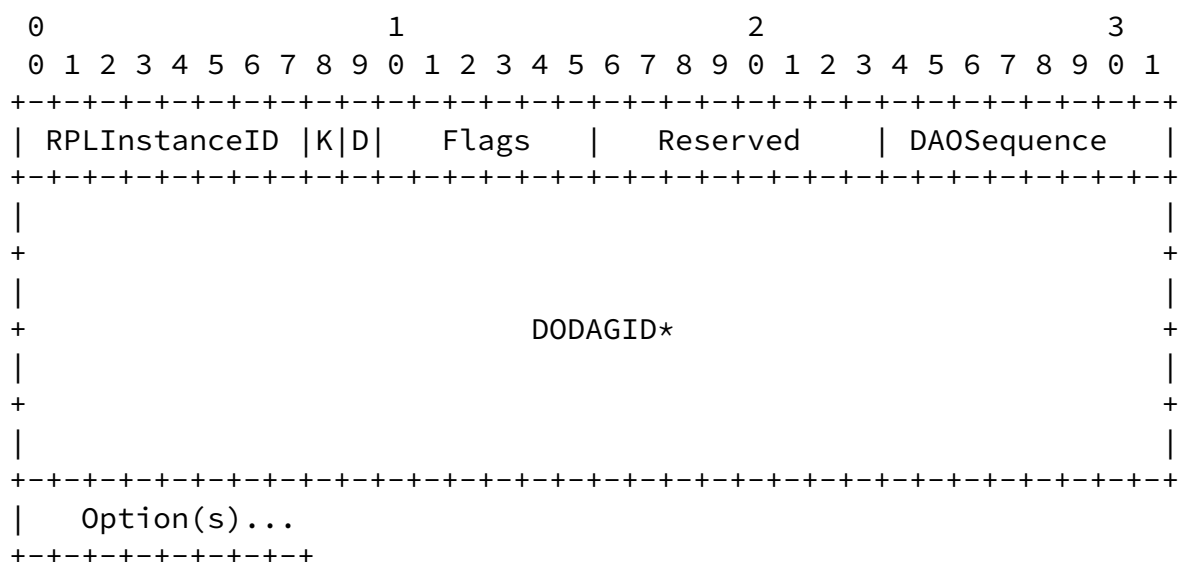 0                   1                   2                   3
 0 1 2 3 4 5 6 7 8 9 0 1 2 3 4 5 6 7 8 9 0 1 2 3 4 5 6 7 8 9 0 1
+-+-+-+-+-+-+-+-+-+-+-+-+-+-+-+-+-+-+-+-+-+-+-+-+-+-+-+-+-+-+-+-+
| RPLInstanceID |K|D|   Flags   |   Reserved    | DAOSequence   |
+-+-+-+-+-+-+-+-+-+-+-+-+-+-+-+-+-+-+-+-+-+-+-+-+-+-+-+-+-+-+-+-+
|                                                               |
+                                                               +
|                                                               |
+                            DODAGID*                           +
|                                                               |
+                                                               +
|                                                               |
+-+-+-+-+-+-+-+-+-+-+-+-+-+-+-+-+-+-+-+-+-+-+-+-+-+-+-+-+-+-+-+-+
|   Option(s)...
+-+-+-+-+-+-+-+-+